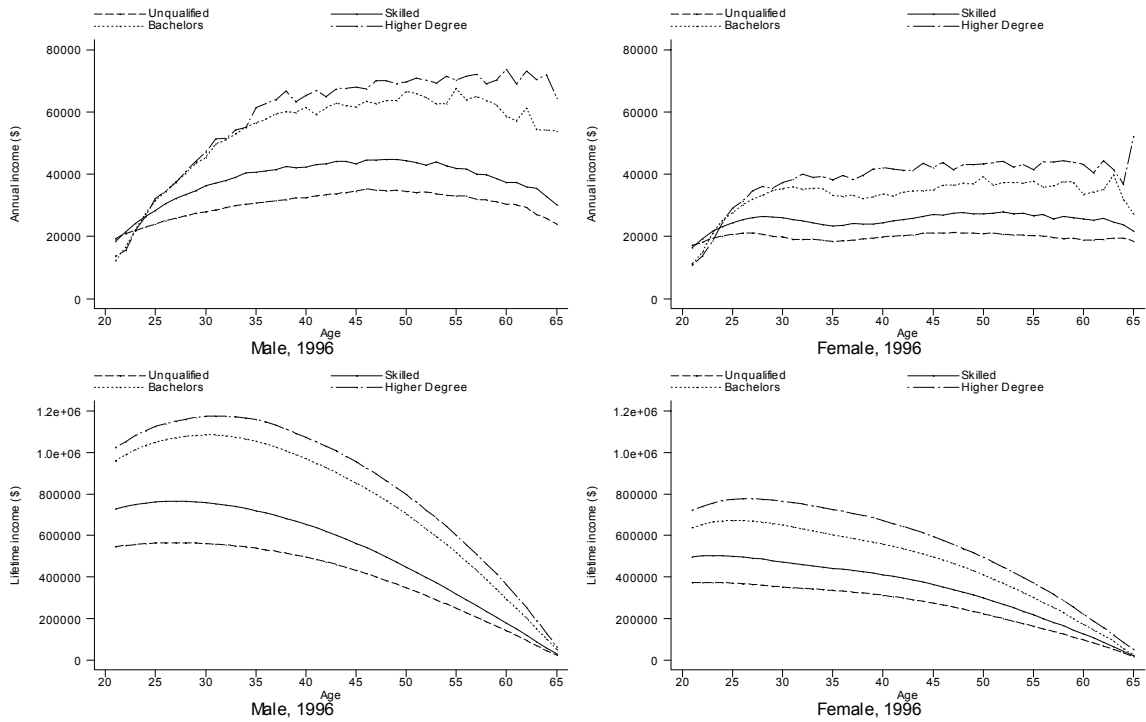 Unqualified Skilled
Bachelors Higher Degree
Annual income ($)
80000
60000
40000
20000
0
20 25 30 35 40 45 50 55 60 65
Age
Male, 1996
Unqualified Skilled
Bachelors Higher Degree
Annual income ($)
80000
60000
40000
20000
0
20 25 30 35 40 45 50 55 60 65
Age
Female, 1996
Unqualified Skilled
Bachelors Higher Degree
Lifetime income ($)
1.2e+06
1.0e+06
800000
600000
400000
200000
0
20 25 30 35 40 45 50 55 60 65
Age
Male, 1996
Unqualified Skilled
Bachelors Higher Degree
Lifetime income ($)
1.2e+06
1.0e+06
800000
600000
400000
200000
0
20 25 30 35 40 45 50 55 60 65
Age
Female, 1996